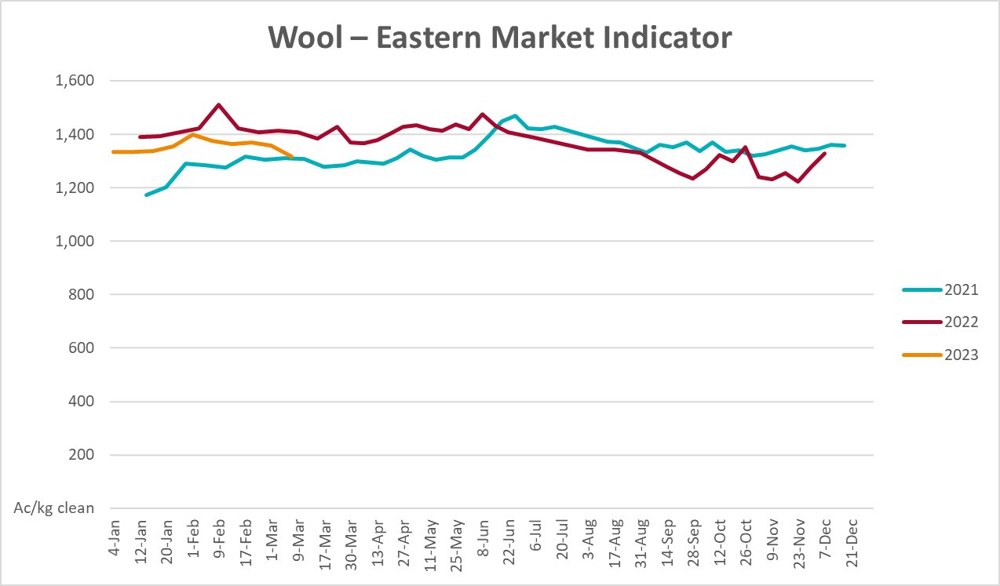 Wool – Eastern Market Indicator
1,600
1,400
1,200
1,000
800
600
400
200
Ac/kg clean
4-Jan
12-Jan
20-Jan
1-Feb
9-Feb
17-Feb
1-Mar
9-Mar
17-Mar
30-Mar
13-Apr
27-Apr
11-May
25-May
8-Jun
22-Jun
6-Jul
20-Jul
3-Aug
17-Aug
31-Aug
14-Sep
28-Sep
12-Oct
26-Oct
9-Nov
23-Nov
7-Dec
21-Dec
2021
2022
2023